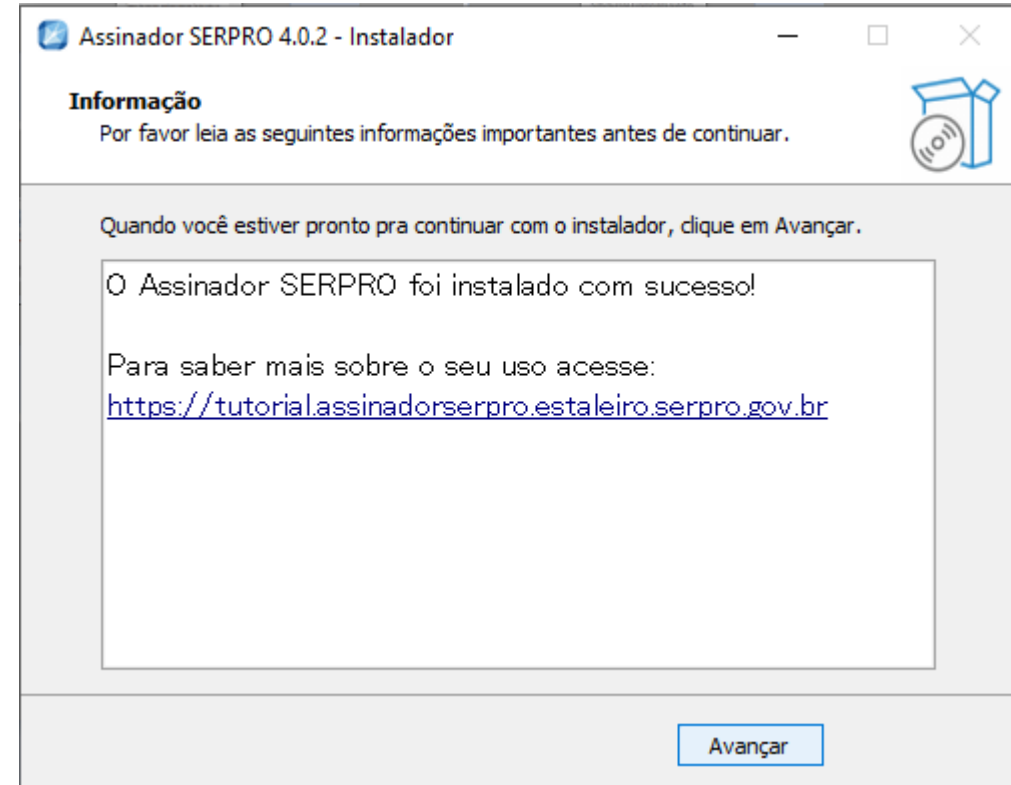 Assinador SERPRO 4.0.2 - Instalador
Informação
Por favor leia as seguintes informações importantes antes de continuar.
Quando você estiver pronto pra continuar com o instalador, clique em Avançar.
O Assinador SERPRO foi instalado com sucesso!
Para saber mais sobre o seu uso acesse:
https://tutorial.assinadorserpro.estaleiro.serpro.gov.br
Avançar